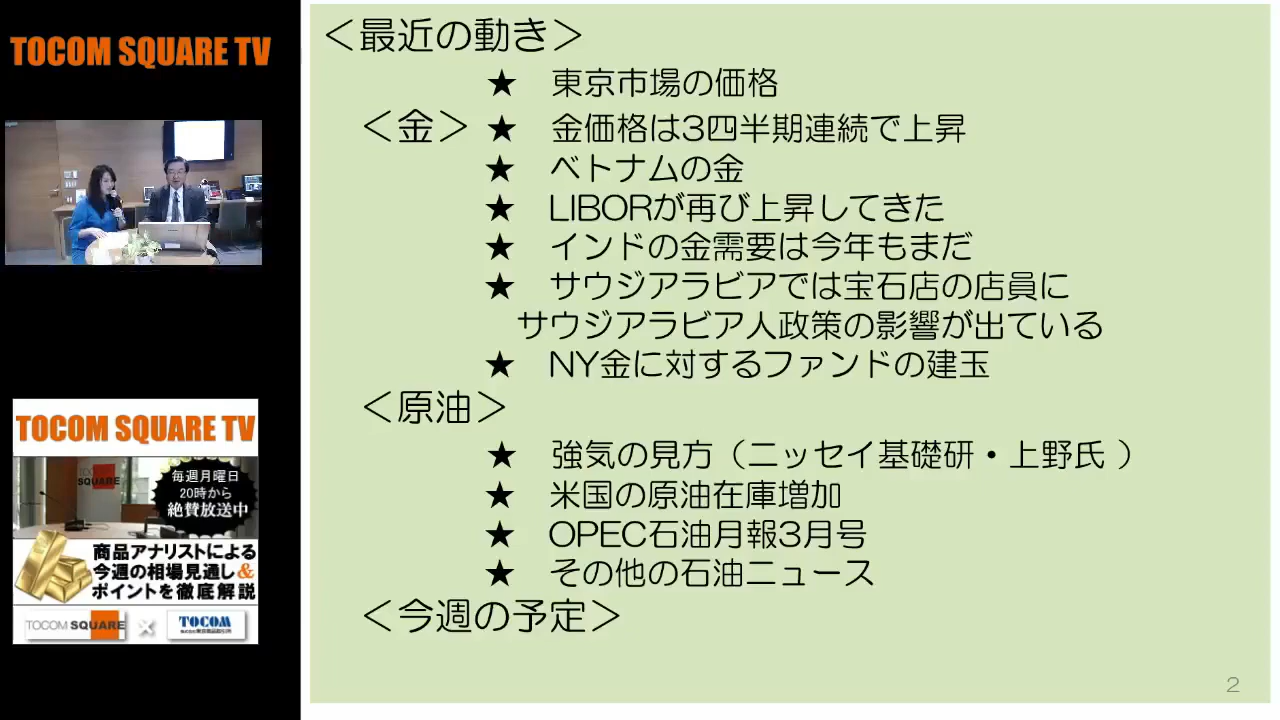 TOCOM SQUARE TV
TOCOM SQUARE TV
SQUARE
毎週月曜日
20時から
絶賛放送中
商品アナリストによる
今週の相場見通し&
ポイントを徹底解説
TOCOM SQUARE × TOCOM
＜最近の動き＞
★ 東京市場の価格
＜金＞ ★ 金価格は3四半期連続で上昇
★ ベトナムの金
★ LIBORが再び上昇してきた
★ インドの金需要は今年もまだ
★ サウジアラビアでは宝石店の店員に
サウジアラビア人政策の影響が出ている
★ NY金に対するファンドの建玉
＜原油＞
★ 強気の見方（ニッセイ基礎研・上野氏 ）
★ 米国の原油在庫増加
★ OPEC石油月報3月号
★ その他の石油ニュース
＜今週の予定＞
2